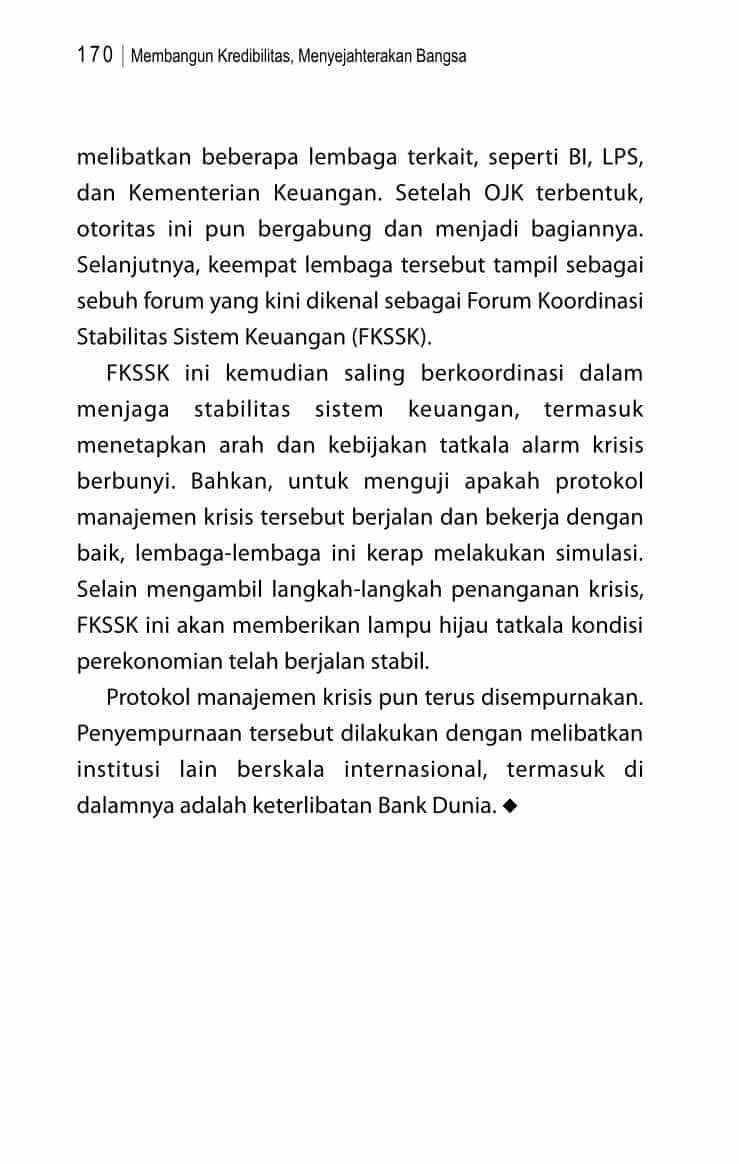 170 | Membangun Kredibilitas, Menyejahterakan Bangsa
melibatkan beberapa lembaga terkait, seperti BI, LPS,
dan Kementerian Keuangan. Setelah OJK terbentuk,
otoritas ini pun bergabung dan menjadi bagiannya.
Selanjutnya, keempat lembaga tersebut tampil sebagai
sebuh forum yang kini dikenal sebagai Forum Koordinasi
Stabilitas Sistem Keuangan (FKSSK).
FKSSK ini kemudian saling berkoordinasi dalam
menjaga stabilitas sistem keuangan, termasuk
menetapkan arah dan kebijakan tatkala alarm krisis
berbunyi. Bahkan, untuk menguji apakah protokol
manajemen krisis tersebut berjalan dan bekerja dengan
baik, lembaga-lembaga ini kerap melakukan simulasi.
Selain mengambil langkah-langkah penanganan krisis,
FKSSK ini akan memberikan lampu hijau tatkala kondisi
perekonomian telah berjalan stabil.
Protokol manajemen krisis pun terus disempurnakan.
Penyempurnaan tersebut dilakukan dengan melibatkan
institusi lain berskala internasional, termasuk di
dalamnya adalah keterlibatan Bank Dunia. ◆